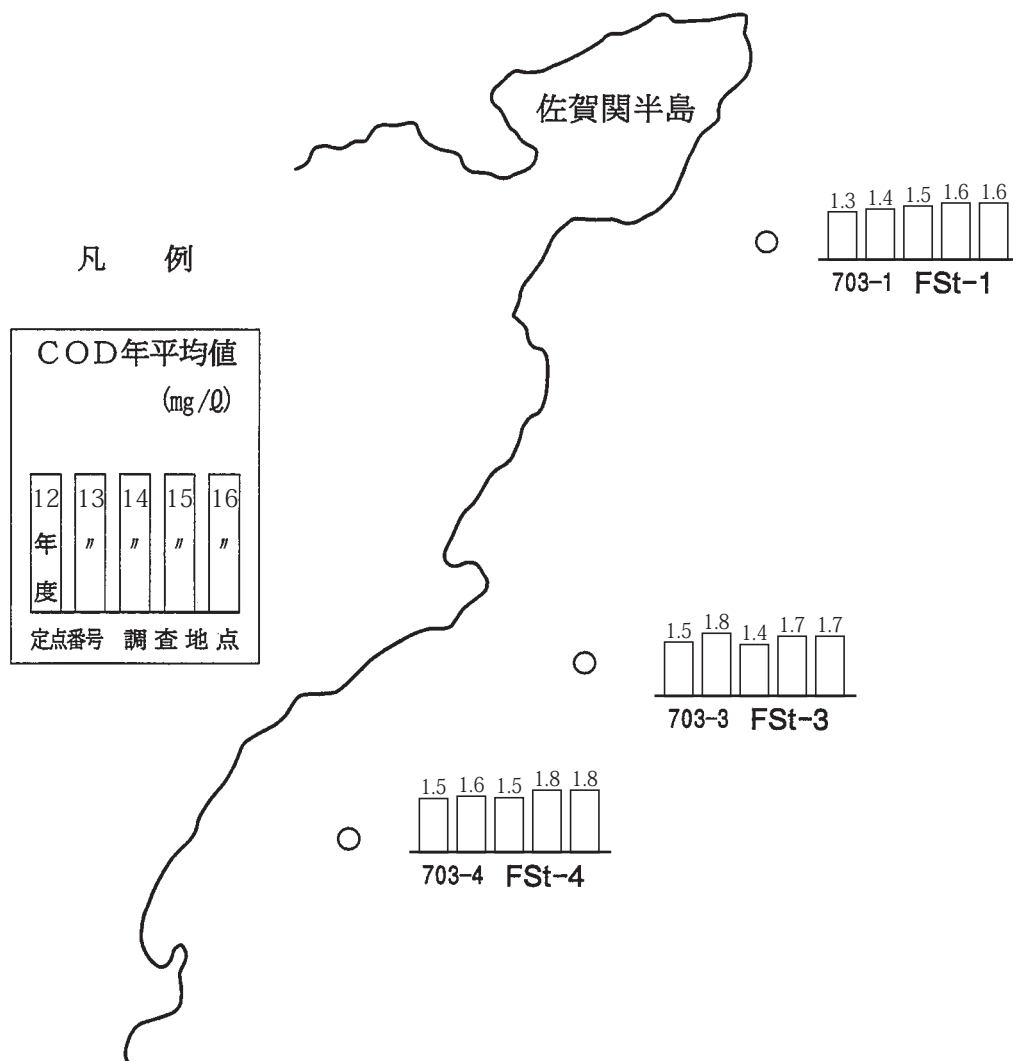 佐賀関半島
1.3 1.4 1.5 1.6 1.6
703-1 FSt-1
凡 例
COD年平均値
(mg/ℓ)
12 13 14 15 16
年度 〃 〃 〃 〃
定点番号 調査地点
1.5 1.8 1.4 1.7 1.7
703-3 FSt-3
1.5 1.6 1.5 1.8 1.8
703-4 FSt-4